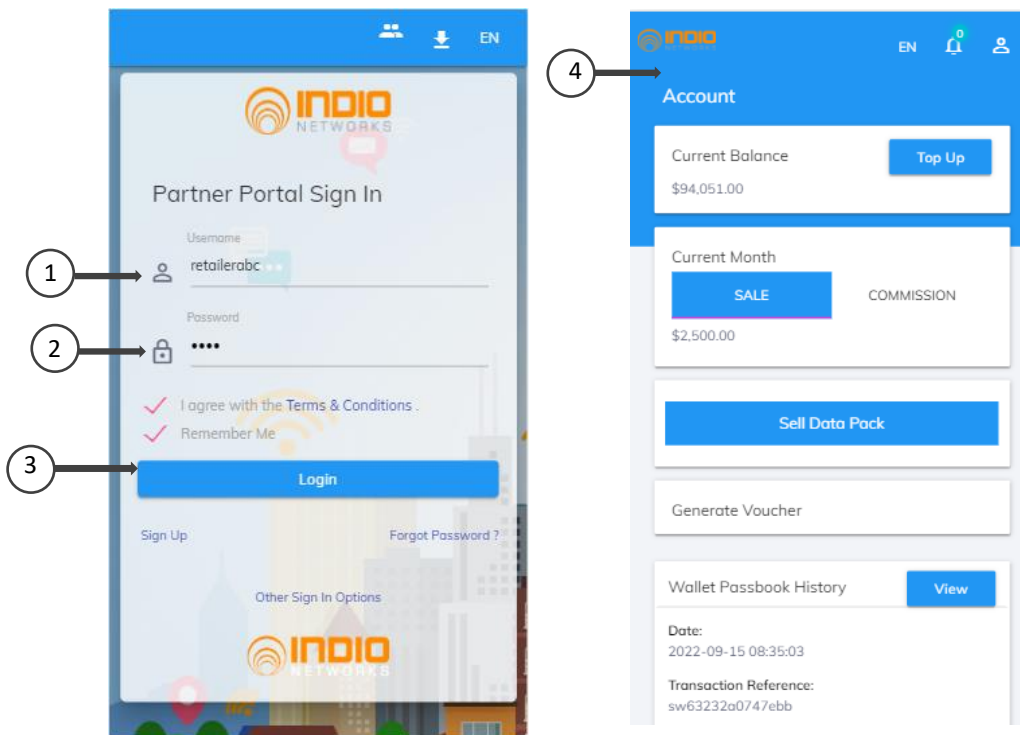 EN
INDIO
NETWORKS
Partner Portal Sign In
Username
1
retailerabc
Password
2
••••
I agree with the Terms & Conditions .
Remember Me
3
Login
Sign Up
Forgot Password ?
Other Sign In Options
INDIO
NETWORKS
4
INDIO
NETWORKS
EN
0
Account
Current Balance
Top Up
$94,051.00
Current Month
SALE
COMMISSION
$2,500.00
Sell Data Pack
Generate Voucher
Wallet Passbook History
View
Date:
2022-09-15 08:35:03
Transaction Reference:
sw63232a0747ebb